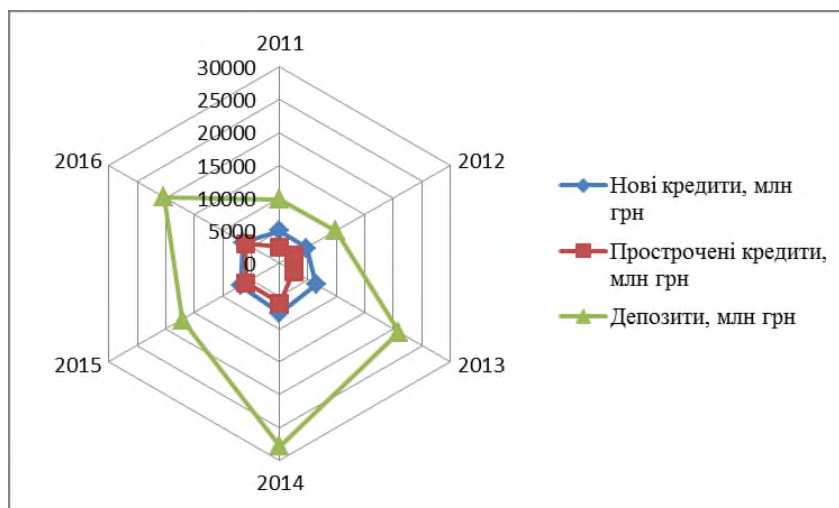 2011
30000
25000
20000
15000
10000
5000
0
2012
2013
2014
2015
2016
Нові кредити, млн
грн
Прострочені кредити,
млн грн
Депозити, млн грн